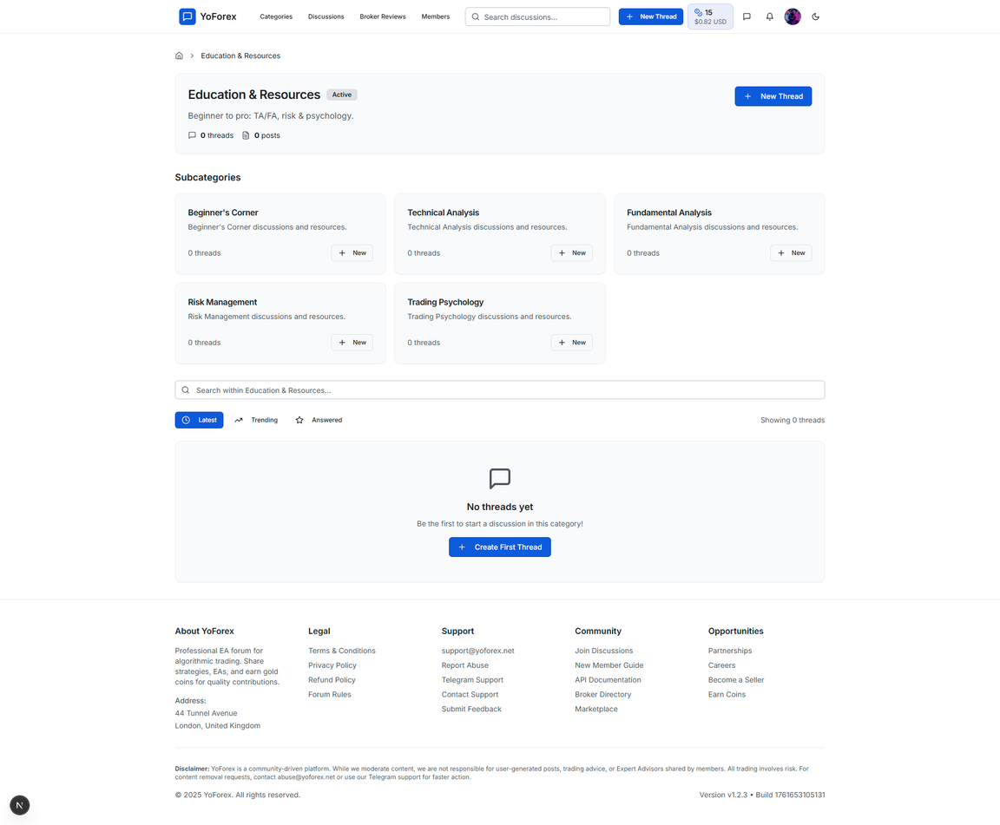 YoForex
Categories
Discussions
Broker Reviews
Members
Search discussions...
New Thread
15
$0.82 USD
Education & Resources
Education & Resources
Active
New Thread
Beginner to pro: TA/FA, risk & psychology.
0 threads
0 posts
Subcategories
Beginner's Corner
Beginner's Corner discussions and resources.
0 threads
New
Technical Analysis
Technical Analysis discussions and resources.
0 threads
New
Fundamental Analysis
Fundamental Analysis discussions and resources.
0 threads
New
Risk Management
Risk Management discussions and resources.
0 threads
New
Trading Psychology
Trading Psychology discussions and resources.
0 threads
New
Search within Education & Resources...
Latest
Trending
Answered
Showing 0 threads
No threads yet
Be the first to start a discussion in this category!
Create First Thread
About YoForex
Professional EA forum for
algorithmic trading. Share
strategies, EAs, and earn gold
coins for quality contributions.
Address:
44 Tunnel Avenue
London, United Kingdom
Legal
Terms & Conditions
Privacy Policy
Refund Policy
Forum Rules
Support
support@yoforex.net
Report Abuse
Telegram Support
Contact Support
Submit Feedback
Community
Join Discussions
New Member Guide
API Documentation
Broker Directory
Marketplace
Opportunities
Partnerships
Careers
Become a Seller
Earn Coins
Disclaimer: YoForex is a community-driven platform. While we moderate content, we are not responsible for user-generated posts, trading advice, or Expert Advisors shared by members. All trading involves risk. For
content removal requests, contact abuse@yoforex.net or use our Telegram support for faster action.
© 2025 YoForex. All rights reserved.
Version v1.2.3 • Build 1761653105131
N